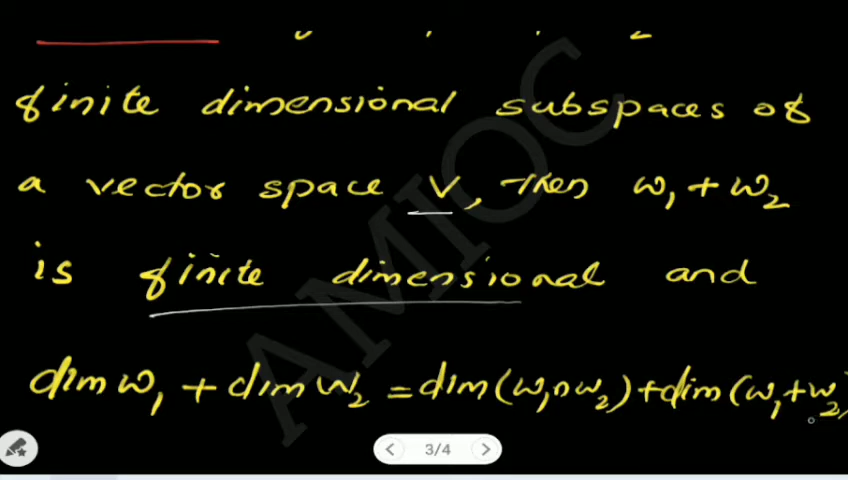 finite dimensional subspaces of
a vector space V, Then W₁ + W₂
is finite dimensional and
dim W₁ + dim W₂ = dim (W₁ ∩ W₂) + dim (W₁ + W₂)
AMIOC
3/4